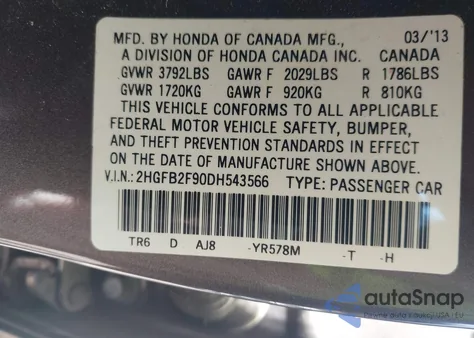 MFD. BY HONDA OF CANADA MFG., 03/'13
A DIVISION OF HONDA CANADA INC. CANADA
GVWR 3792LBS GAWR F 2029LBS R 1786LBS
GVWR 1720KG GAWR F 920KG R 810KG
THIS VEHICLE CONFORMS TO ALL APPLICABLE
FEDERAL MOTOR VEHICLE SAFETY, BUMPER,
AND THEFT PREVENTION STANDARDS IN EFFECT
ON THE DATE OF MANUFACTURE SHOWN ABOVE.
V.I.N.: 2HGFB2F90DH543566 TYPE: PASSENGER CAR
TR6 D AJ8 -YR578M -T -H
autoSnap